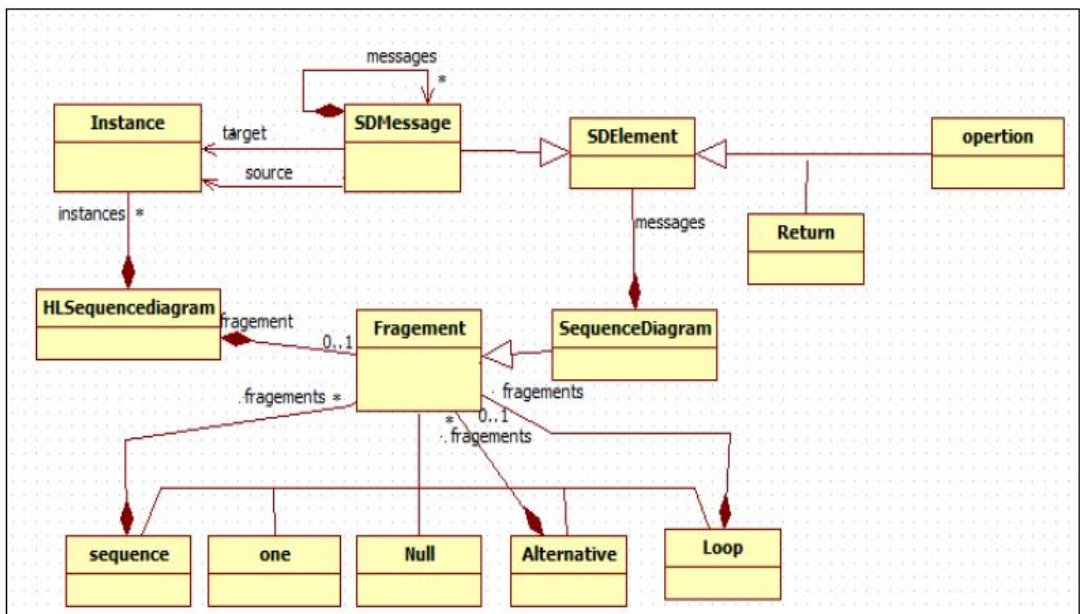 messages
*
Instance
SDMessage
SDElement
opertion
target
source
instances *
messages
Return
HLSequencediagram
fragement
0..1
Fragement
SequenceDiagram
.fragements *
fragements
0..1
*
.fragements
sequence
one
Null
Alternative
Loop